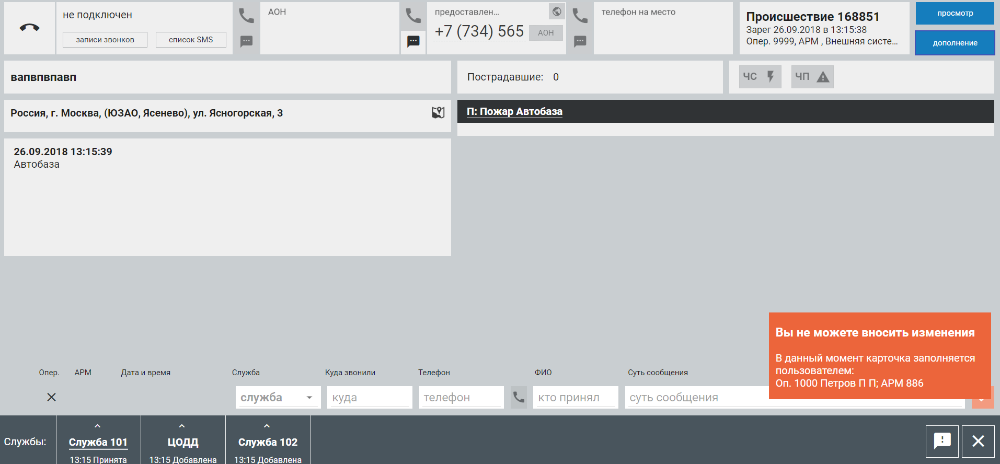 не подключен
записи звонков
список SMS
АОН
предоставлен...
+7 (734) 565
АОН
телефон на место
Происшествие 168851
Зарег 26.09.2018 в 13:15:38
Опер. 9999, АРМ , Внешняя систе...
просмотр
дополнение
вапвпвпавп
Пострадавшие: 0
ЧС
ЧП
Россия, г. Москва, (ЮЗАО, Ясенево), ул. Ясногорская, 3
П: Пожар Автобаза
26.09.2018 13:15:39
Автобаза
Вы не можете вносить изменения
В данный момент карточка заполняется
пользователем:
Оп. 1000 Петров П П; АРМ 886
Опер. АРМ Дата и время Служба Куда звонили Телефон ФИО Суть сообщения
служба куда телефон кто принял суть сообщения
Службы:
Служба 101
13:15 Принята
ЦОДД
13:15 Добавлена
Служба 102
13:15 Добавлена